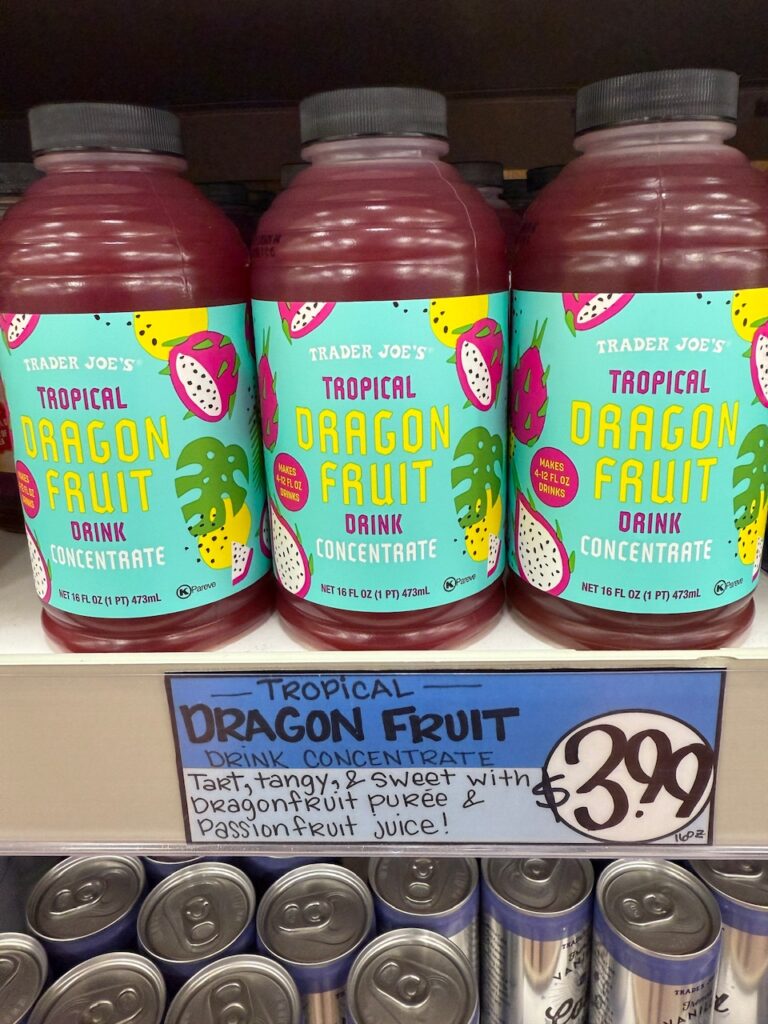 TRADER JOE'S
TROPICAL
DRAGON
FRUIT
DRINK
CONCENTRATE
NET 16 FL OZ (1 PT) 473mL
K Pareve
TRADER JOE'S®
TROPICAL
DRAGON
FRUIT
MAKES
4-12 FL OZ
DRINKS
DRINK
CONCENTRATE
NET 16 FL OZ (1 PT) 473mL
K Pareve
TRADER JOE'S®
TROPICAL
DRAGON
FRUIT
MAKES
4-12 FL OZ
DRINKS
DRINK
CONCENTRATE
NET 16 FL OZ (1 PT) 473mL
K Pareve
— TROPICAL —
DRAGON FRUIT
DRINK CONCENTRATE
Tart, tangy, & sweet with
Dragonfruit purée &
Passionfruit juice!
$3.99
16oz